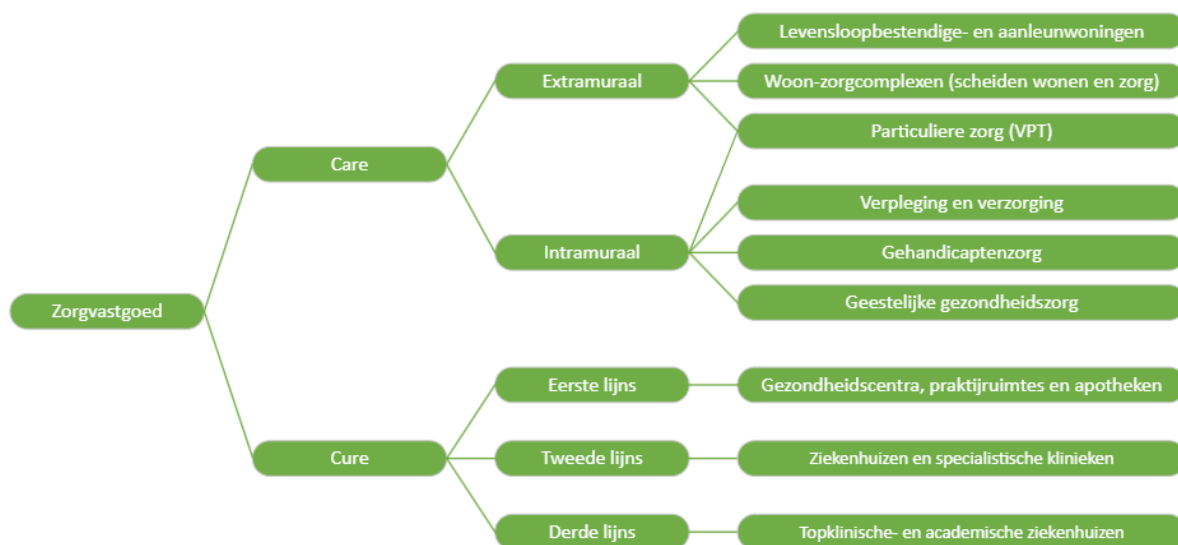 Zorgvastgoed
Care
Extramuraal
Levensloopbestendige- en aanleunwoningen
Woon-zorgcomplexen (scheiden wonen en zorg)
Particuliere zorg (VPT)
Intramuraal
Verpleging en verzorging
Gehandicaptenzorg
Geestelijke gezondheidszorg
Cure
Eerste lijns
Gezondheidscentra, praktijruimtes en apotheken
Tweede lijns
Ziekenhuizen en specialistische klinieken
Derde lijns
Topklinische- en academische ziekenhuizen